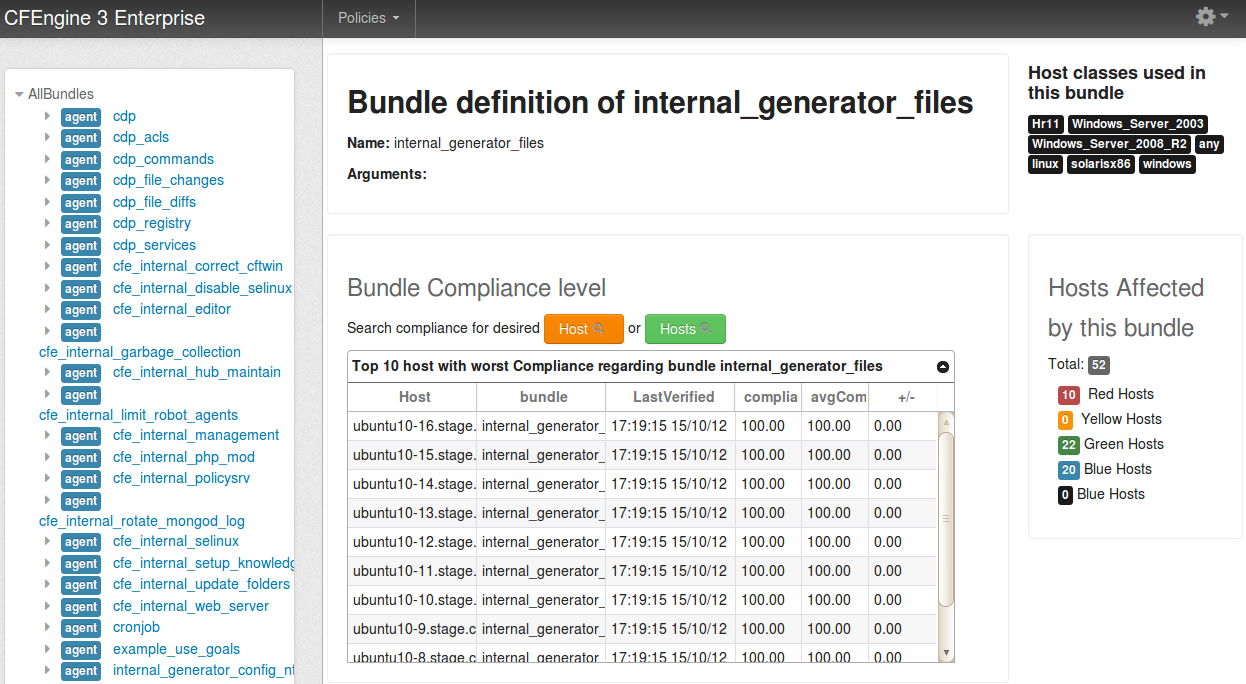 CFEngine 3 Enterprise
Policies
AllBundles
agent cdp
agent cdp_acls
agent cdp_commands
agent cdp_file_changes
agent cdp_file_diffs
agent cdp_registry
agent cdp_services
agent cfe_internal_correct_cftwin
agent cfe_internal_disable_selinux
agent cfe_internal_editor
agent
cfe_internal_garbage_collection
agent cfe_internal_hub_maintain
agent
cfe_internal_limit_robot_agents
agent cfe_internal_management
agent cfe_internal_php_mod
agent cfe_internal_policysrv
agent
cfe_internal_rotate_mongod_log
agent cfe_internal_selinux
agent cfe_internal_setup_knowledg
agent cfe_internal_update_folders
agent cfe_internal_web_server
agent cronjob
agent example_use_goals
agent internal_generator_config_nt
Bundle definition of internal_generator_files
Name: internal_generator_files
Arguments:
Bundle Compliance level
Search compliance for desired Host or Hosts
Top 10 host with worst Compliance regarding bundle internal_generator_files
Host bundle LastVerified complia avgCom +/-
ubuntu10-16.stage. internal_generator_ 17:19:15 15/10/12 100.00 100.00 0.00
ubuntu10-15.stage. internal_generator_ 17:19:15 15/10/12 100.00 100.00 0.00
ubuntu10-14.stage. internal_generator_ 17:19:15 15/10/12 100.00 100.00 0.00
ubuntu10-13.stage. internal_generator_ 17:19:15 15/10/12 100.00 100.00 0.00
ubuntu10-12.stage. internal_generator_ 17:19:15 15/10/12 100.00 100.00 0.00
ubuntu10-11.stage. internal_generator_ 17:19:15 15/10/12 100.00 100.00 0.00
ubuntu10-10.stage. internal_generator_ 17:19:15 15/10/12 100.00 100.00 0.00
ubuntu10-9.stage.c internal_generator_ 17:19:15 15/10/12 100.00 100.00 0.00
ubuntu10-8.stage.c internal_generator_ 17:19:15 15/10/12 100.00 100.00 0.00
Host classes used in
this bundle
Hr11 Windows_Server_2003
Windows_Server_2008_R2 any
linux solarisx86 windows
Hosts Affected
by this bundle
Total: 52
10 Red Hosts
0 Yellow Hosts
22 Green Hosts
20 Blue Hosts
0 Blue Hosts